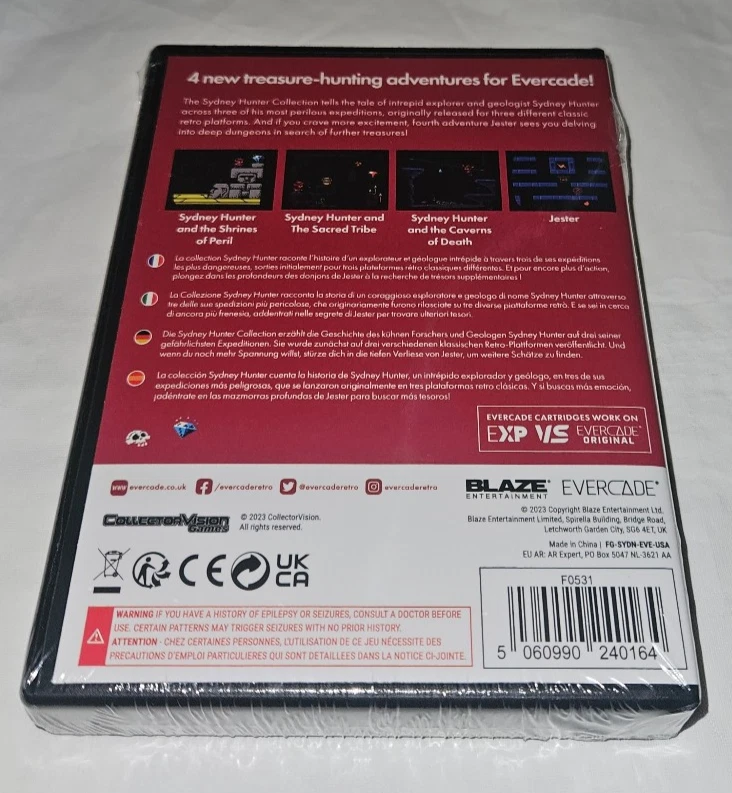 4 new treasure-hunting adventures for Evercade!
The Sydney Hunter Collection tells the tale of intrepid explorer and geologist Sydney Hunter
across three of his most perilous expeditions, originally released for three different classic
retro platforms. And if you crave more excitement, fourth adventure Jester sees you delving
into deep dungeons in search of further treasures!
Sydney Hunter and the Shrines of Peril
Sydney Hunter and The Sacred Tribe
Sydney Hunter and the Caverns of Death
Jester
La collection Sydney Hunter raconte l'histoire d'un explorateur et géologue intrépide à travers trois de ses expéditions
les plus dangereuses, sorties initialement pour trois plateformes rétro classiques différentes. Et pour encore plus d'action,
plongez dans les profondeurs des donjons de Jester à la recherche de trésors supplémentaires !
La Collezione Sydney Hunter racconta la storia di un coraggioso esploratore e geologo di nome Sydney Hunter attraverso
tre delle sue spedizioni più pericolose, che originariamente furono rilasciate su tre diverse piattaforme retrò. E se sei in cerca
di ancora più frenesia, addentrati nelle segrete di Jester per trovare ulteriori tesori.
Die Sydney Hunter Collection erzählt die Geschichte des kühnen Forschers und Geologen Sydney Hunter auf drei seiner
gefährlichsten Expeditionen. Sie wurde zunächst auf drei verschiedenen klassischen Retro-Plattformen veröffentlicht. Und
wenn du noch mehr Spannung willst, stürze dich in die tiefen Verliese von Jester, um weitere Schätze zu finden.
La colección Sydney Hunter cuenta la historia de Sydney Hunter, un intrépido explorador y geólogo, en tres de sus
expediciones más peligrosas, que se lanzaron originalmente en tres plataformas retro clásicas. Y si buscas más emoción,
¡adéntrate en las mazmorras profundas de Jester para buscar más tesoros!
EVERCADE CARTRIDGES WORK ON
EXP VS EVERCADE ORIGINAL
www evercade.co.uk /evercaderetro @evercaderetro evercaderetro
BLAZE ENTERTAINMENT EVERCADE
CollectorVision Games
© 2023 CollectorVision.
All rights reserved.
© 2023 Copyright Blaze Entertainment Ltd.
Blaze Entertainment Limited, Spirella Building, Bridge Road,
Letchworth Garden City, SG6 4ET, UK
Made in China | FG-SYDN-EVE-USA
EU AR: AR Expert, PO Box 5047 NL-3621 AA
CE UK CA
WARNING IF YOU HAVE A HISTORY OF EPILEPSY OR SEIZURES, CONSULT A DOCTOR BEFORE
USE. CERTAIN PATTERNS MAY TRIGGER SEIZURES WITH NO PRIOR HISTORY.
ATTENTION - CHEZ CERTAINES PERSONNES, L'UTILISATION DE CE JEU NÉCESSITE DES
PRECAUTIONS D'EMPLOI PARTICULIERES QUI SONT DETAILLEES DANS LA NOTICE CI-JOINTE.
F0531
5 060990 240164